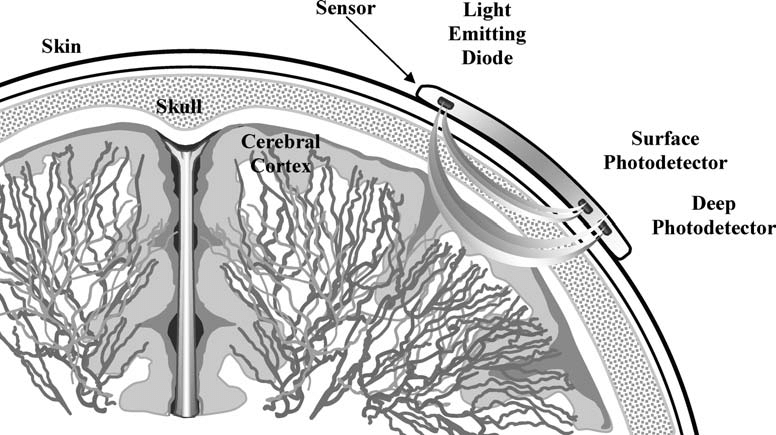 Sensor
Light
Emitting
Diode
Skin
Skull
Cerebral
Cortex
Surface
Photodetector
Deep
Photodetector